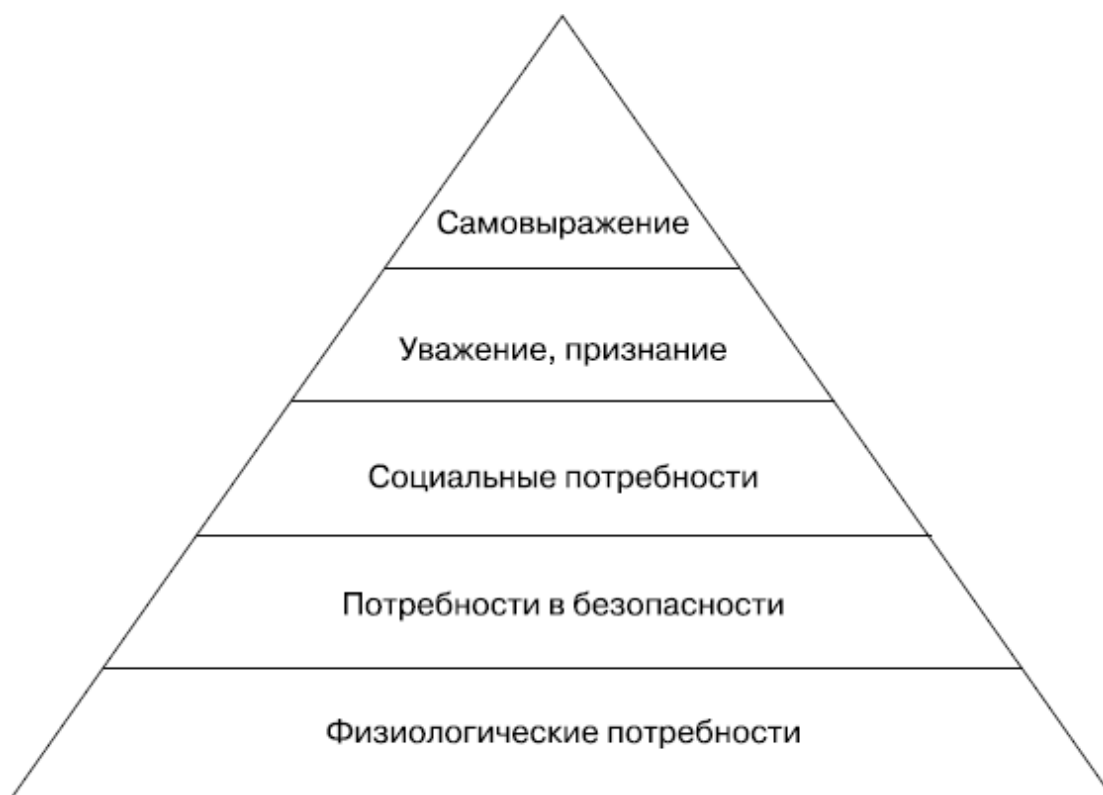 Самовыражение
Уважение, признание
Социальные потребности
Потребности в безопасности
Физиологические потребности